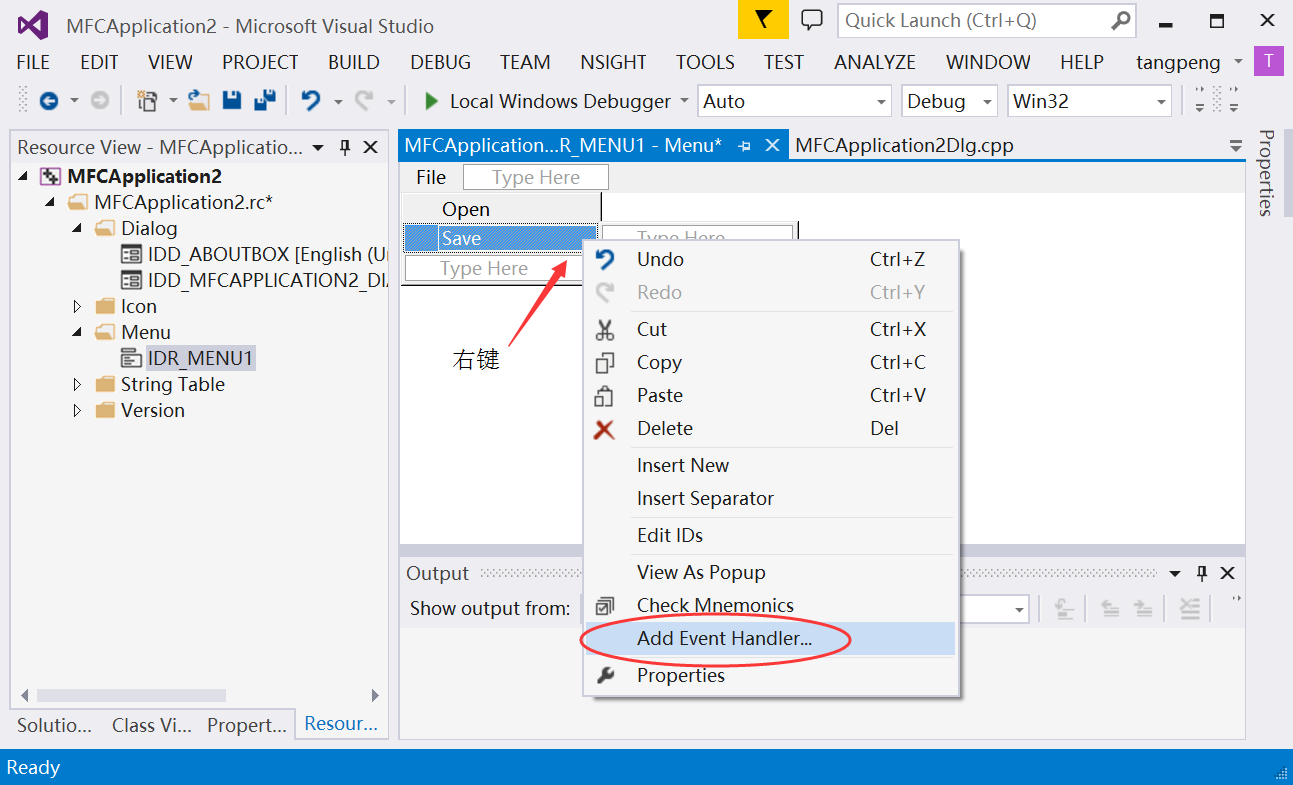 MFCApplication2 - Microsoft Visual Studio
Quick Launch (Ctrl+Q)
FILE EDIT VIEW PROJECT BUILD DEBUG TEAM NSIGHT TOOLS TEST ANALYZE WINDOW HELP tangpeng T
Local Windows Debugger Auto Debug Win32
Resource View - MFCApplicatio...
MFCApplication2
MFCApplication2.rc*
Dialog
IDD_ABOUTBOX [English (U
IDD_MFCAPPLICATION2_DI
Icon
Menu
IDR_MENU1
String Table
Version
Solutio... Class Vi... Propert... Resour...
MFCApplication...R_MENU1 - Menu* MFCApplication2Dlg.cpp
File Type Here
Open
Save Type Here
Type Here
右键
Undo Ctrl+Z
Redo Ctrl+Y
Cut Ctrl+X
Copy Ctrl+C
Paste Ctrl+V
Delete Del
Insert New
Insert Separator
Edit IDs
View As Popup
Check Mnemonics
Add Event Handler...
Properties
Output
Show output from:
Properties
Ready